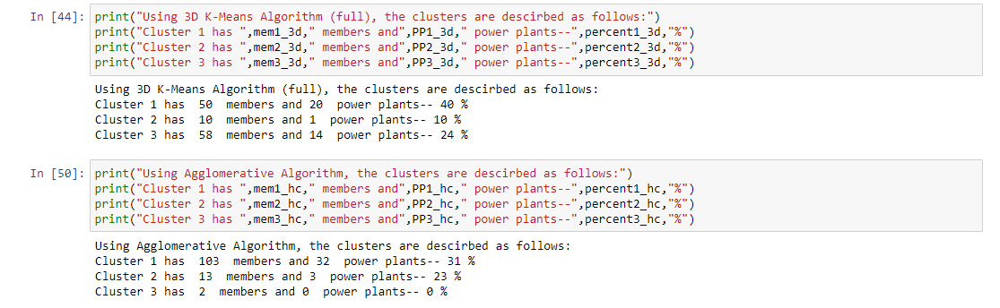 In [44]: print("Using 3D K-Means Algorithm (full), the clusters are descirbed as follows:")
print("Cluster 1 has ",mem1_3d," members and",PP1_3d," power plants--",percent1_3d,"%")
print("Cluster 2 has ",mem2_3d," members and",PP2_3d," power plants--",percent2_3d,"%")
print("Cluster 3 has ",mem3_3d," members and",PP3_3d," power plants--",percent3_3d,"%")
Using 3D K-Means Algorithm (full), the clusters are descirbed as follows:
Cluster 1 has  50  members and 20  power plants-- 40 %
Cluster 2 has  10  members and 1  power plants-- 10 %
Cluster 3 has  58  members and 14  power plants-- 24 %
In [50]: print("Using Agglomerative Algorithm, the clusters are descirbed as follows:")
print("Cluster 1 has ",mem1_hc," members and",PP1_hc," power plants--",percent1_hc,"%")
print("Cluster 2 has ",mem2_hc," members and",PP2_hc," power plants--",percent2_hc,"%")
print("Cluster 3 has ",mem3_hc," members and",PP3_hc," power plants--",percent3_hc,"%")
Using Agglomerative Algorithm, the clusters are descirbed as follows:
Cluster 1 has  103  members and 32  power plants-- 31 %
Cluster 2 has  13  members and 3  power plants-- 23 %
Cluster 3 has  2  members and 0  power plants-- 0 %